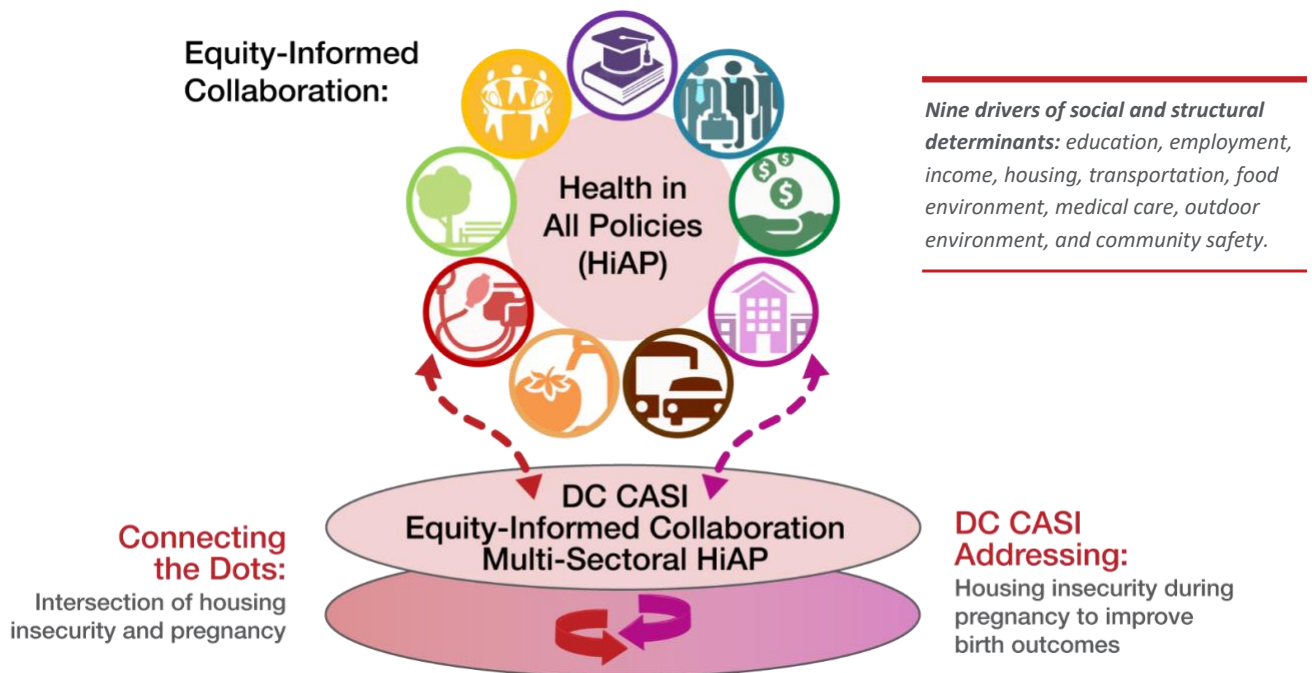 Equity-Informed
Collaboration:
Health in
All Policies
(HiAP)
Nine drivers of social and structural
determinants: education, employment,
income, housing, transportation, food
environment, medical care, outdoor
environment, and community safety.
$
$
$
DC CASI
Equity-Informed Collaboration
Multi-Sectoral HiAP
Connecting
the Dots:
Intersection of housing
insecurity and pregnancy
DC CASI
Addressing:
Housing insecurity during
pregnancy to improve
birth outcomes